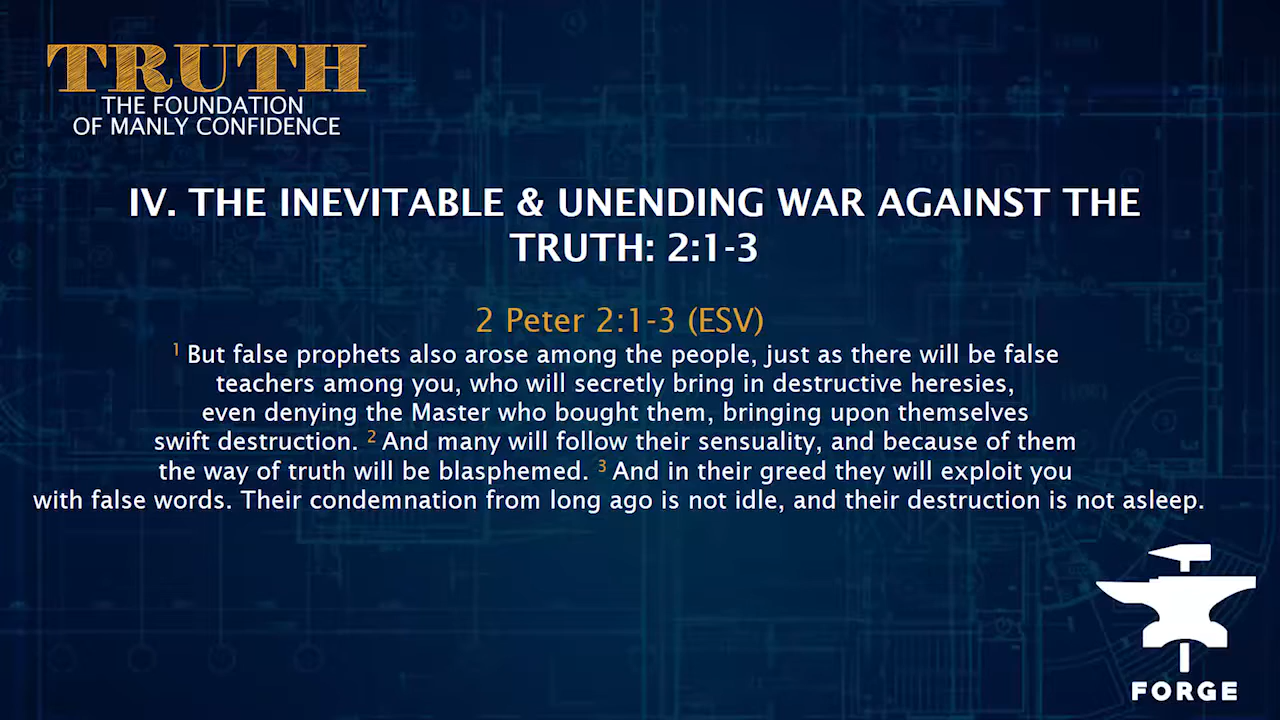 TRUTH
THE FOUNDATION
OF MANLY CONFIDENCE
IV. THE INEVITABLE & UNENDING WAR AGAINST THE
TRUTH: 2:1-3
2 Peter 2:1-3 (ESV)
1 But false prophets also arose among the people, just as there will be false
teachers among you, who will secretly bring in destructive heresies,
even denying the Master who bought them, bringing upon themselves
swift destruction. 2 And many will follow their sensuality, and because of them
the way of truth will be blasphemed. 3 And in their greed they will exploit you
with false words. Their condemnation from long ago is not idle, and their destruction is not asleep.
FORGE